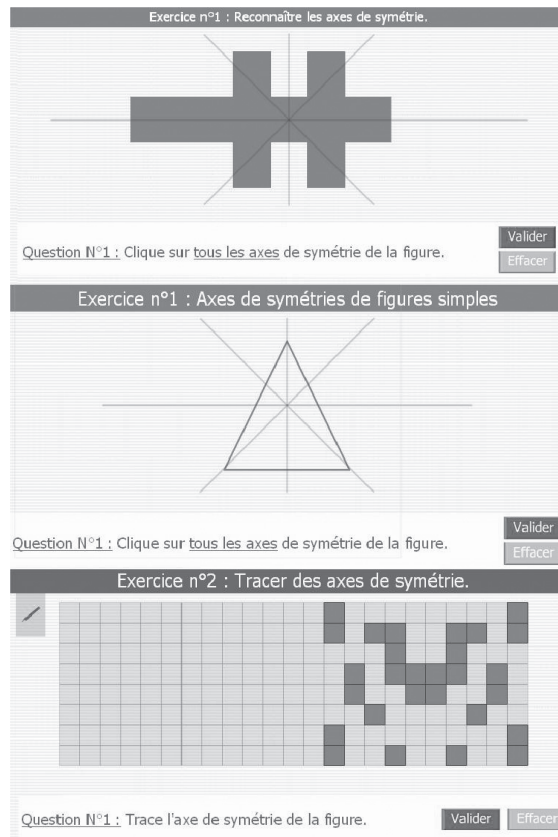 Exercice n°1 : Reconnaître les axes de symétrie.
Question N°1 : Clique sur tous les axes de symétrie de la figure.
Valider
Effacer
Exercice n°1 : Axes de symétries de figures simples
Question N°1 : Clique sur tous les axes de symétrie de la figure.
Valider
Effacer
Exercice n°2 : Tracer des axes de symétrie.
Question N°1 : Trace l'axe de symétrie de la figure.
Valider
Effacer